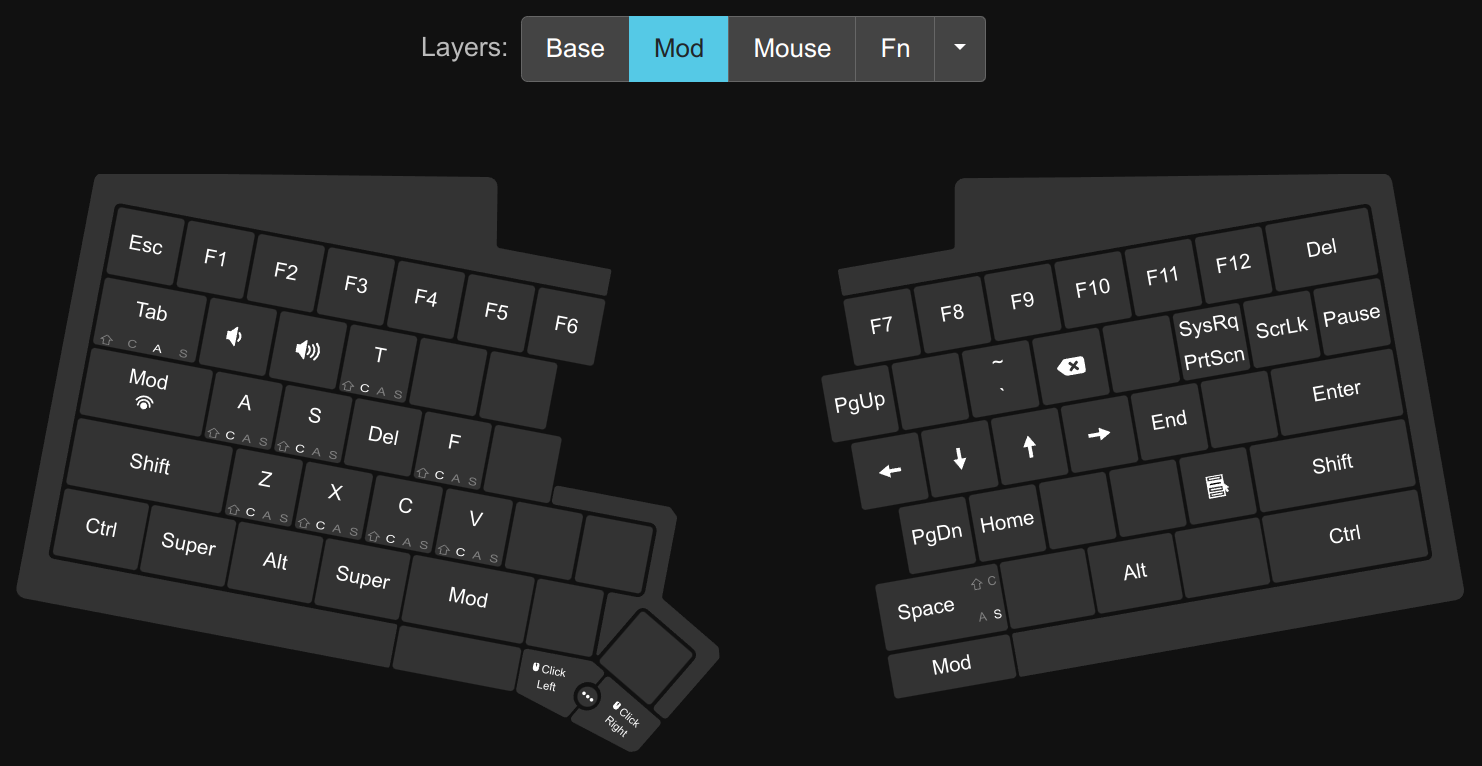 Layers: Base Mod Mouse Fn
Esc F1 F2 F3 F4 F5 F6
Tab
C A S
T
C A S
Mod
A
C A S
S
C A S
Del
F
C A S
Shift
Z
C A S
X
C A S
C
C A S
V
C A S
Ctrl Super Alt Super Mod
Click
Left
Click
Right
F7 F8 F9 F10 F11 F12 Del
PgUp
~
`
SysRq
PrtScn
ScrLk
Pause
End
Enter
PgDn Home
Shift
Space
C
A S
Alt
Ctrl
Mod